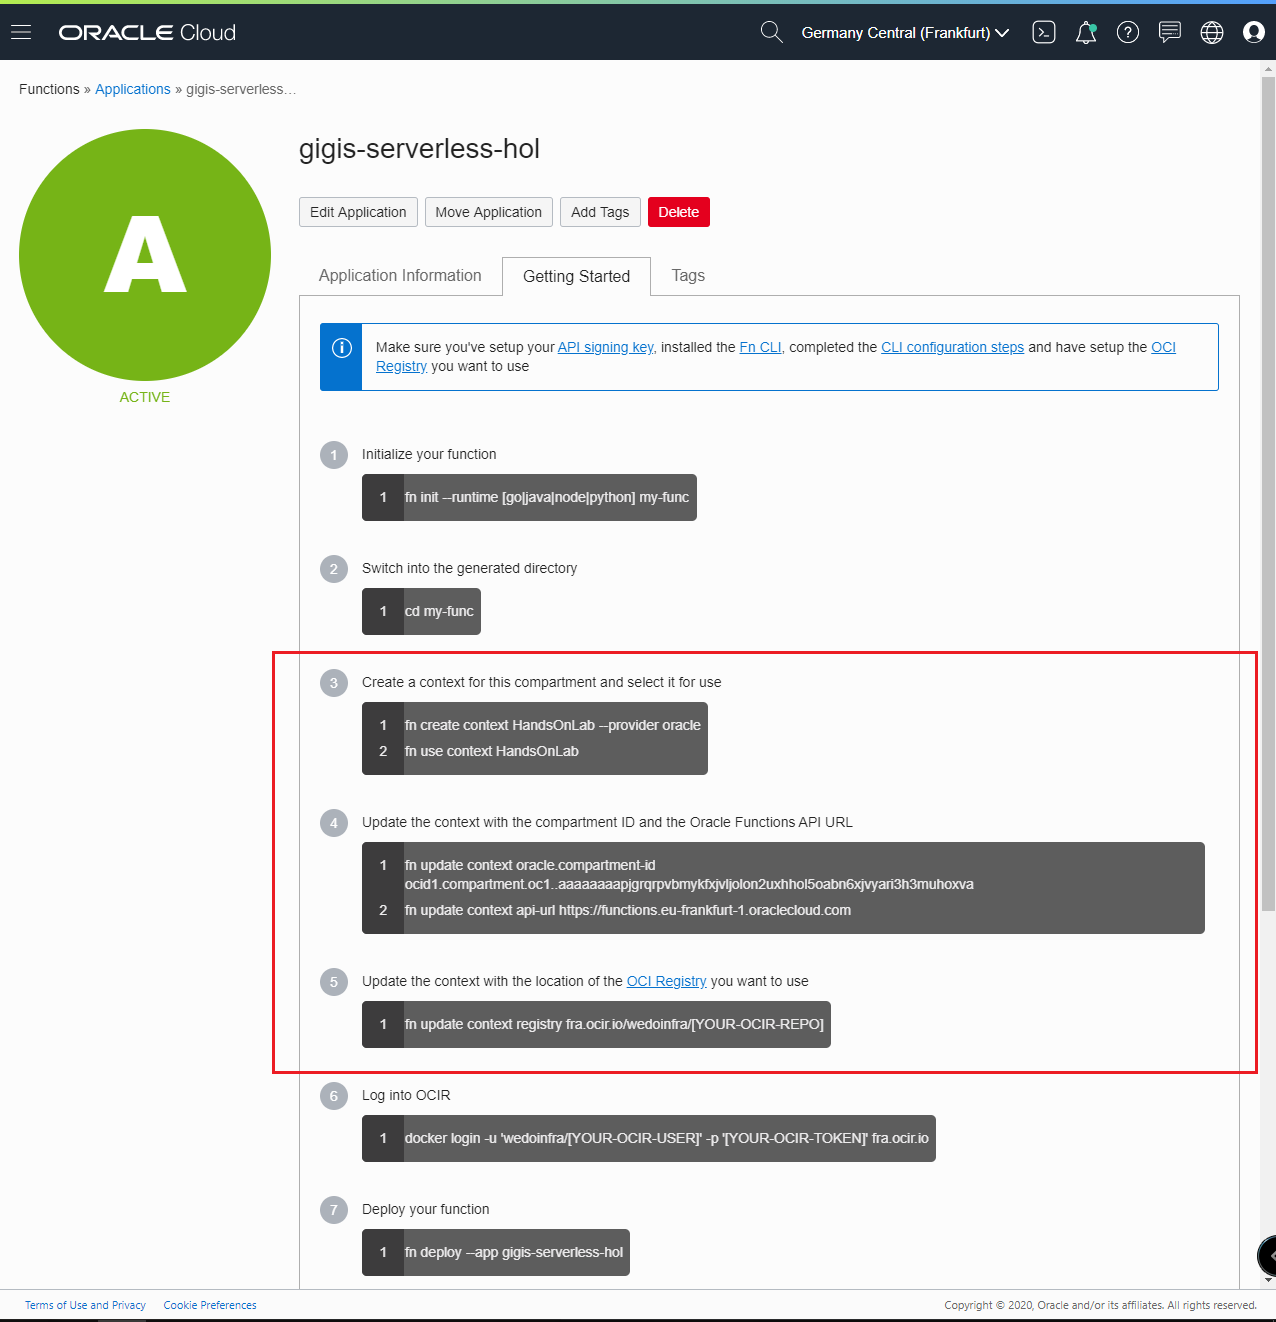 ORACLE Cloud
Germany Central (Frankfurt)
Functions » Applications » gigis-serverless…
A
ACTIVE
gigis-serverless-hol
Edit Application
Move Application
Add Tags
Delete
Application Information
Getting Started
Tags
Make sure you've setup your API signing key, installed the Fn CLI, completed the CLI configuration steps and have setup the OCI
Registry you want to use
1 Initialize your function
1 fn init --runtime [go|java|node|python] my-func
2 Switch into the generated directory
1 cd my-func
3 Create a context for this compartment and select it for use
1 fn create context HandsOnLab --provider oracle
2 fn use context HandsOnLab
4 Update the context with the compartment ID and the Oracle Functions API URL
1 fn update context oracle.compartment-id
ocid1.compartment.oc1..aaaaaaaapjgrqrpvbmykfxjvljolon2uxhhol5oabn6xjvyari3h3muhoxva
2 fn update context api-url https://functions.eu-frankfurt-1.oraclecloud.com
5 Update the context with the location of the OCI Registry you want to use
1 fn update context registry fra.ocir.io/wedoinfra/[YOUR-OCIR-REPO]
6 Log into OCIR
1 docker login -u 'wedoinfra/[YOUR-OCIR-USER]' -p '[YOUR-OCIR-TOKEN]' fra.ocir.io
7 Deploy your function
1 fn deploy --app gigis-serverless-hol
Terms of Use and Privacy
Cookie Preferences
Copyright © 2020, Oracle and/or its affiliates. All rights reserved.